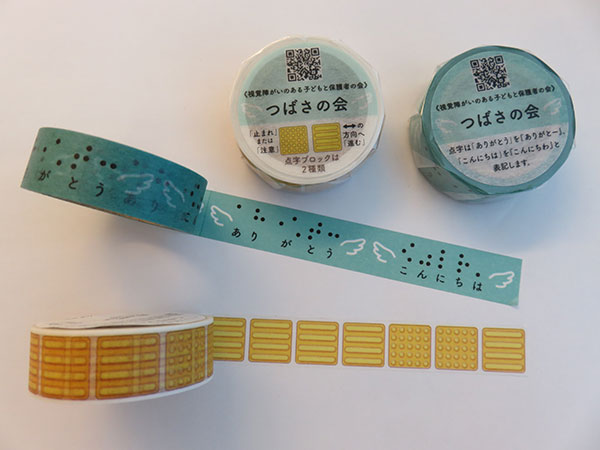 《視覚障がいのある子どもと保護者の会》
つばさの会
「止まれ」
または
「注意」
⟷の
方向へ
「進む」
点字ブロックは
2種類
《視覚障がいのある子どもと保護者の会》
つばさの会
点字は「ありがとう」を「ありがとー」、
「こんにちは」を「こんにちわ」と
表記します。
がとう あり
ありがとう
こんにちは